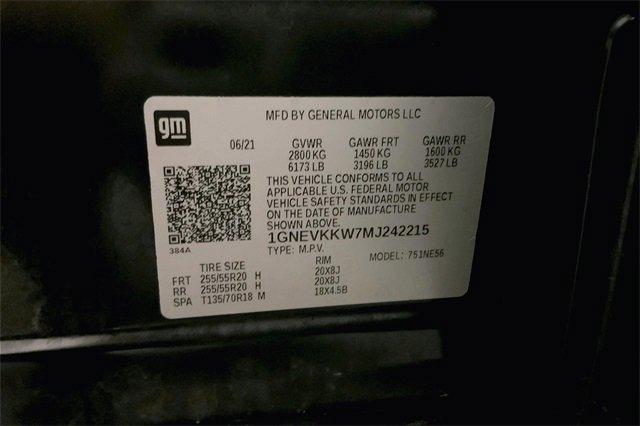 gm
MFD BY GENERAL MOTORS LLC
06/21 GVWR GAWR FRT GAWR RR
2800 KG 1450 KG 1600 KG
6173 LB 3196 LB 3527 LB
THIS VEHICLE CONFORMS TO ALL
APPLICABLE U.S. FEDERAL MOTOR
VEHICLE SAFETY STANDARDS IN EFFECT
ON THE DATE OF MANUFACTURE
SHOWN ABOVE.
384A
1GNEVKKW7MJ242215
TYPE: M.P.V. MODEL: 751NE56
TIRE SIZE RIM
FRT 255/55R20 H 20X8J
RR 255/55R20 H 20X8J
SPA T135/70R18 M 18X4.5B